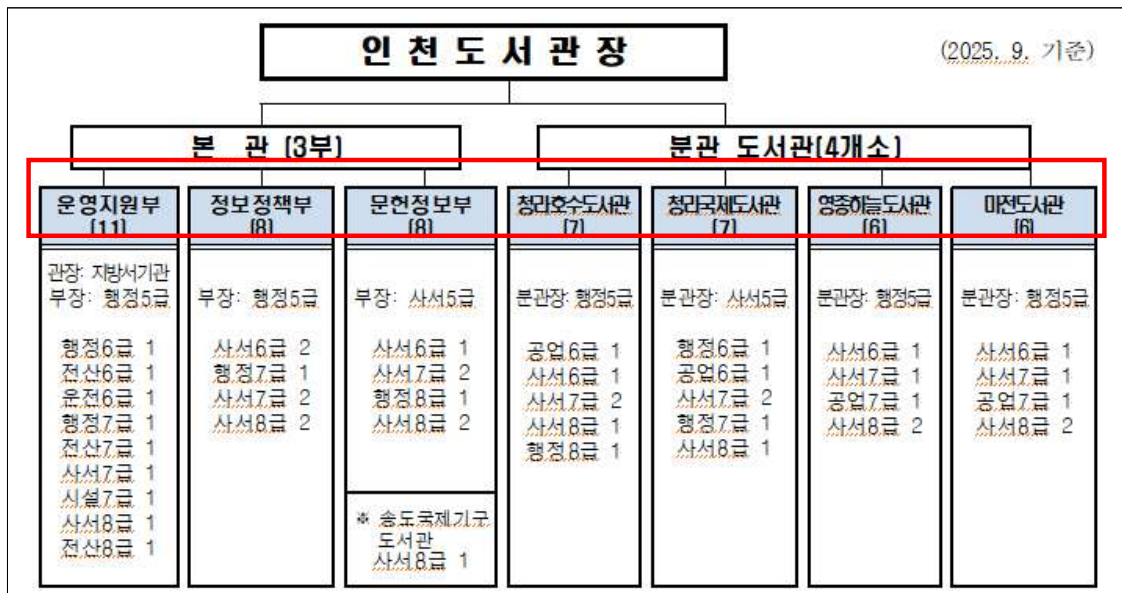 인천도서관장
(2025. 9. 기준)
본 관 (3부)
분관 도서관(4개소)
운영지원부
(11)
관장: 지방서기관
부장: 행정5급
행정6급 1
전산6급 1
운전6급 1
행정7급 1
전산7급 1
사서7급 1
시설7급 1
사서8급 1
전산8급 1
정보정책부
(8)
부장: 행정5급
사서6급 2
행정7급 1
사서7급 2
사서8급 2
문헌정보부
(8)
부장: 사서5급
사서6급 1
사서7급 2
행정8급 1
사서8급 2
※ 송도국제기구
도서관
사서8급 1
청라호수도서관
(7)
분관장: 행정5급
공업6급 1
사서6급 1
사서7급 2
사서8급 1
행정8급 1
청라국제도서관
(7)
분관장: 사서5급
행정6급 1
공업6급 1
사서7급 2
행정7급 1
사서8급 1
영종하늘도서관
(6)
분관장: 행정5급
사서6급 1
사서7급 1
공업7급 1
사서8급 2
마전도서관
(6)
분관장: 행정5급
사서6급 1
사서7급 1
공업7급 1
사서8급 2